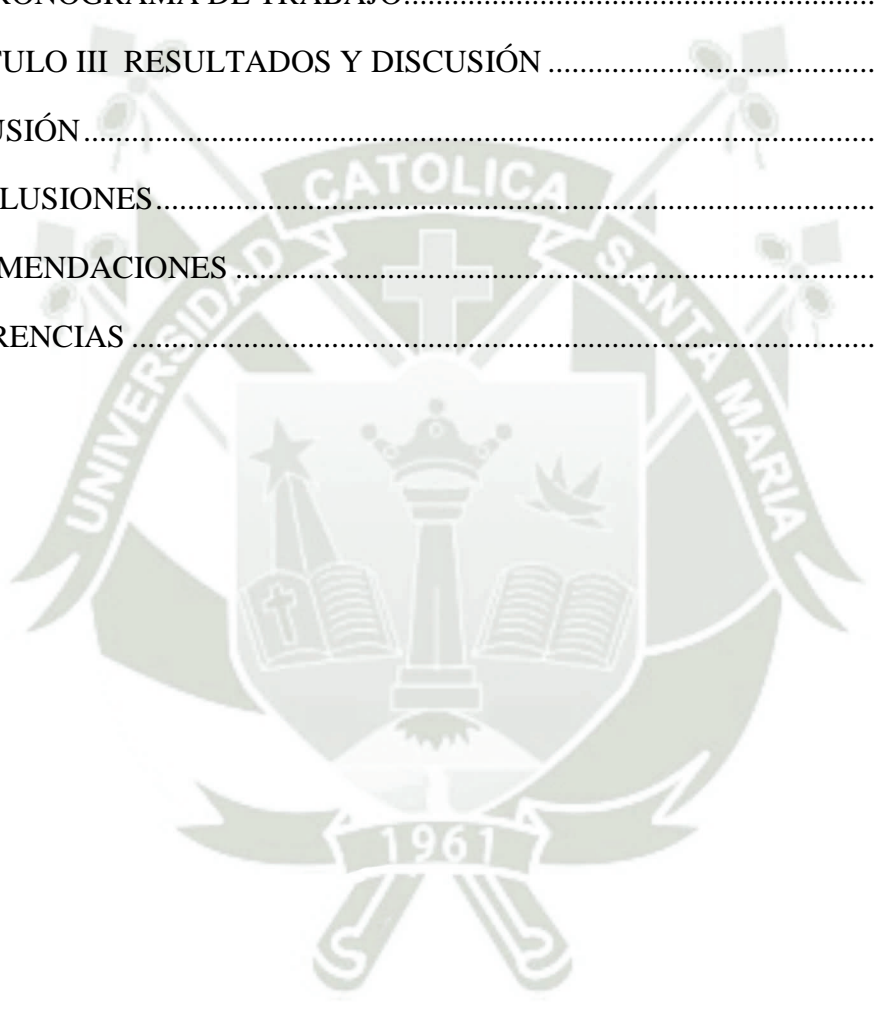 RONOGRAMA DE TRABAJO
TULO III RESULTADOS Y DISCUSIÓN
USIÓN
LUSIONES
MENDACIONES
RENCIAS
UNIVERSIDAD CATOLICA SANTA MARIA
1961